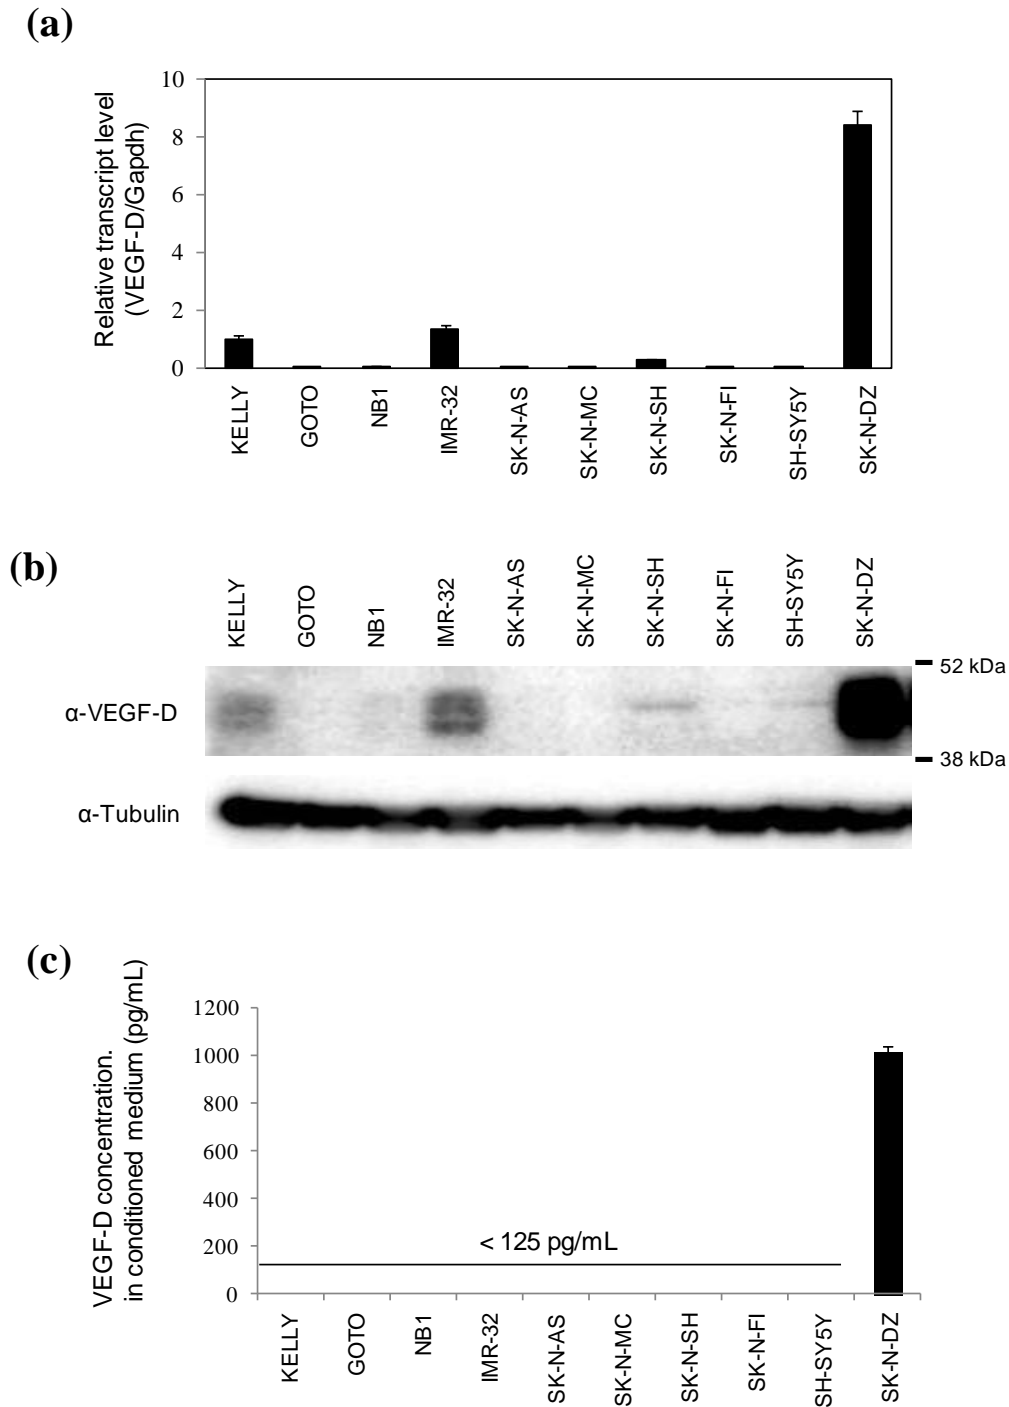 (a)
Relative transcript level
(VEGF-D/Gapdh)
10
8
6
4
2
0
KELLY
GOTO
NB1
IMR-32
SK-N-AS
SK-N-MC
SK-N-SH
SK-N-FI
SH-SY5Y
SK-N-DZ
(b)
KELLY
GOTO
NB1
IMR-32
SK-N-AS
SK-N-MC
SK-N-SH
SK-N-FI
SH-SY5Y
SK-N-DZ
α-VEGF-D
52 kDa
38 kDa
α-Tubulin
(c)
VEGF-D concentration.
in conditioned medium (pg/mL)
1200
1000
800
600
400
200
0
< 125 pg/mL
KELLY
GOTO
NB1
IMR-32
SK-N-AS
SK-N-MC
SK-N-SH
SK-N-FI
SH-SY5Y
SK-N-DZ